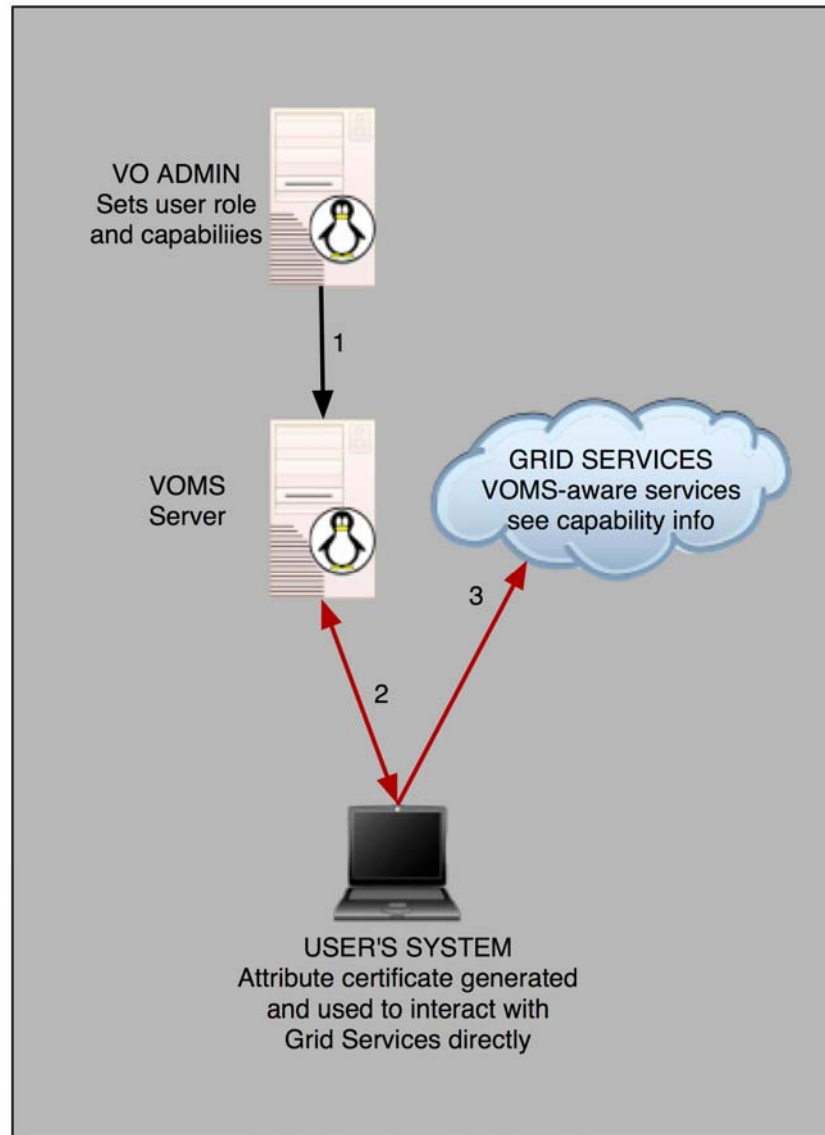 VO ADMIN
Sets user role
and capabiliies
1
VOMS
Server
GRID SERVICES
VOMS-aware services
see capability info
3
2
USER'S SYSTEM
Attribute certificate generated
and used to interact with
Grid Services directly